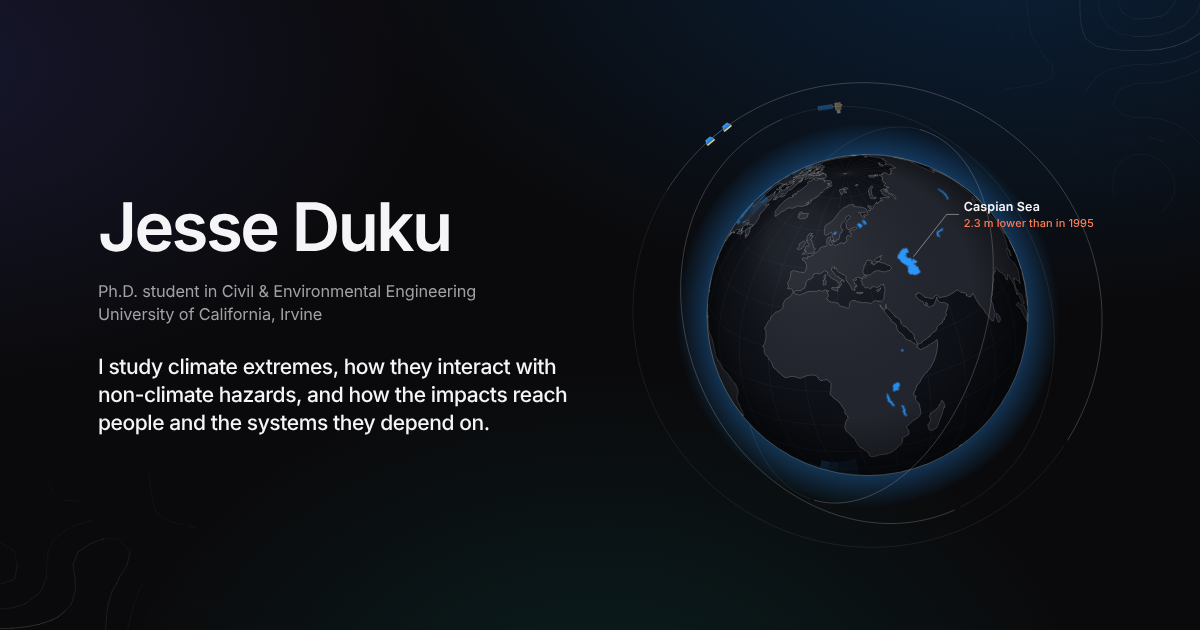 Jesse Duku
Ph.D. student in Civil & Environmental Engineering
University of California, Irvine
I study climate extremes, how they interact with
non-climate hazards, and how the impacts reach
people and the systems they depend on.
Caspian Sea
2.3 m lower than in 1995